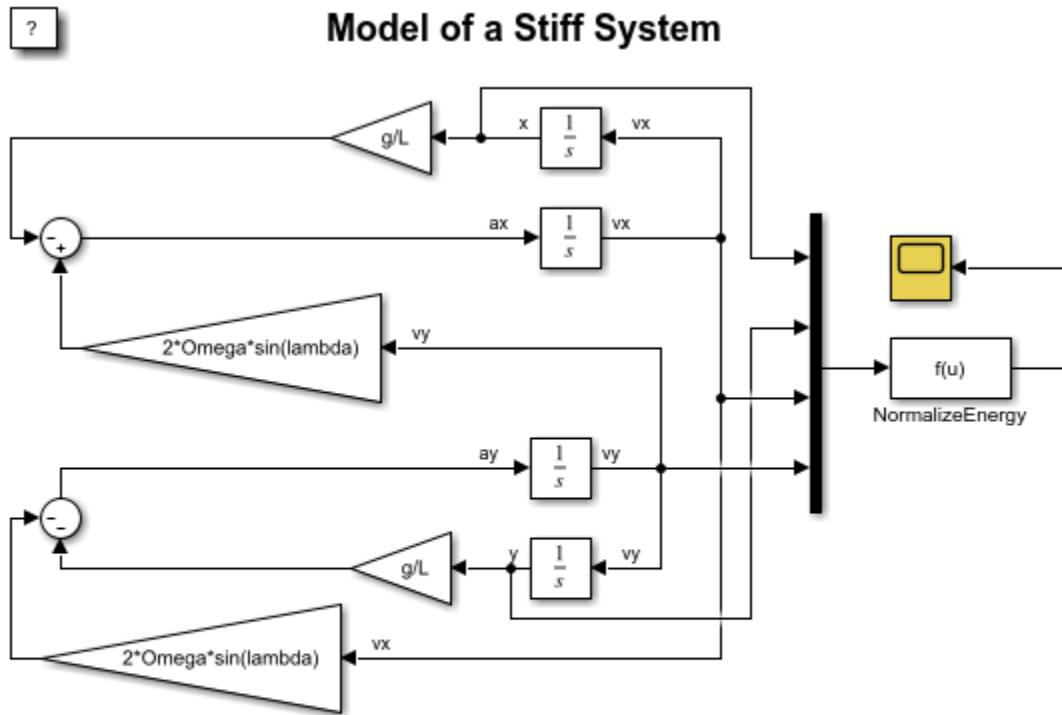 ?
Model of a Stiff System
g/L
x
1
s
vx
-
+
ax
1
s
vx
2*Omega*sin(lambda)
vy
f(u)
NormalizeEnergy
ay
1
s
vy
-
-
g/L
y
1
s
vy
2*Omega*sin(lambda)
vx